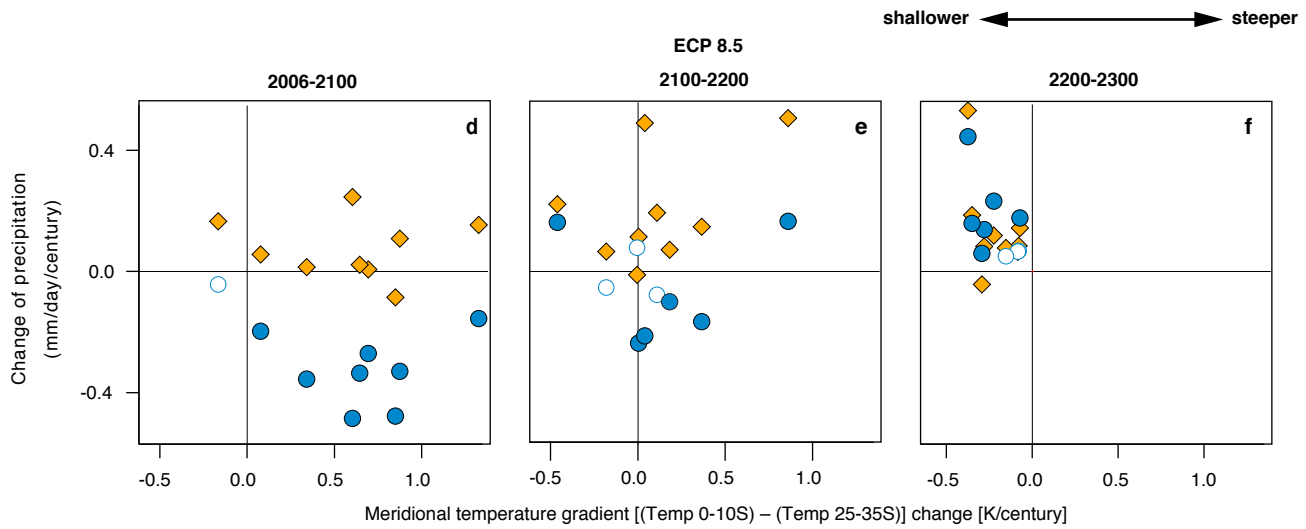 shallower steeper
ECP 8.5
2006-2100 2100-2200 2200-2300
d e f
0.4
0.0
-0.4
Change of precipitation
(mm/day/century)
-0.5 0.0 0.5 1.0 -0.5 0.0 0.5 1.0 -0.5 0.0 0.5 1.0
Meridional temperature gradient [(Temp 0-10S) – (Temp 25-35S)] change [K/century]